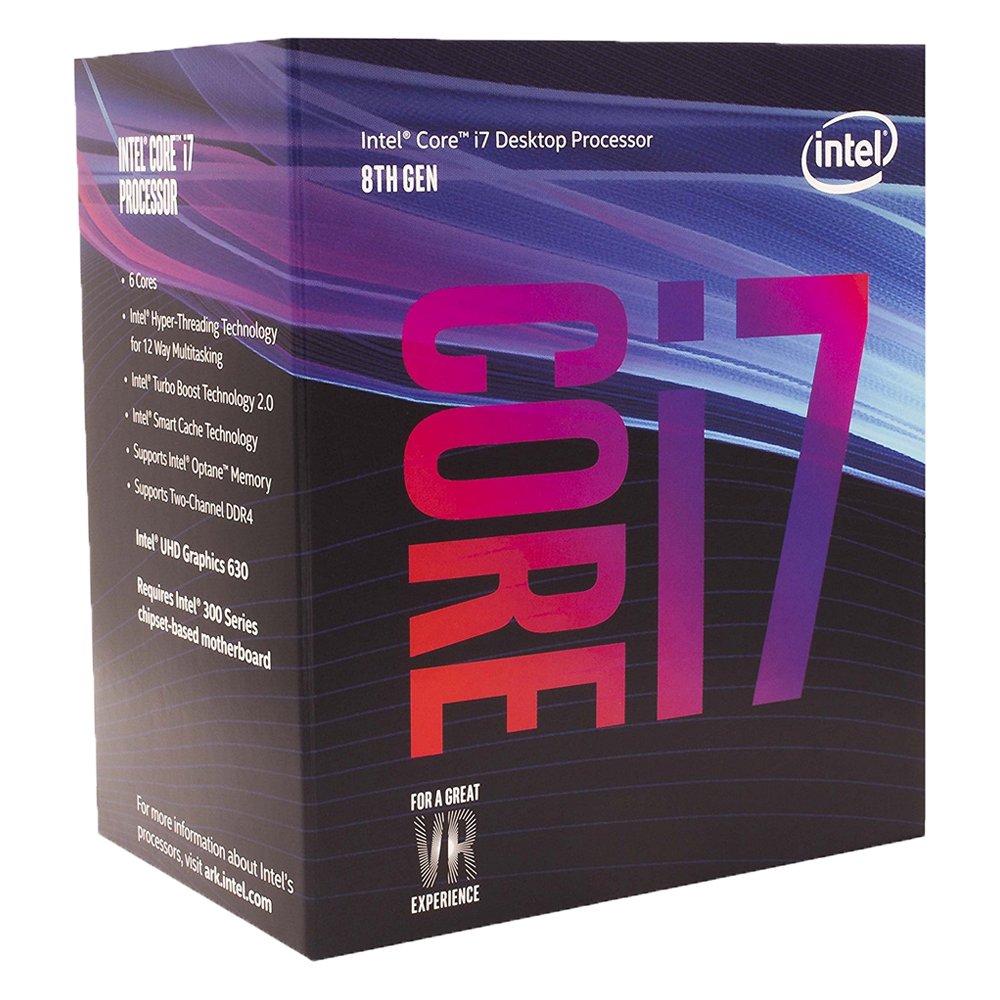 INTEL® CORE™ i7
PROCESSOR
• 6 Cores
• Intel® Hyper-Threading Technology
for 12 Way Multitasking
• Intel® Turbo Boost Technology 2.0
• Intel® Smart Cache Technology
• Supports Intel® Optane™ Memory
• Supports Two-Channel DDR4
Intel® UHD Graphics 630
Requires Intel® 300 Series
chipset-based motherboard
For more information about Intel's
processors, visit ark.intel.com
Intel® Core™ i7 Desktop Processor
8TH GEN
intel®
CORE
i7
FOR A GREAT
VR
EXPERIENCE